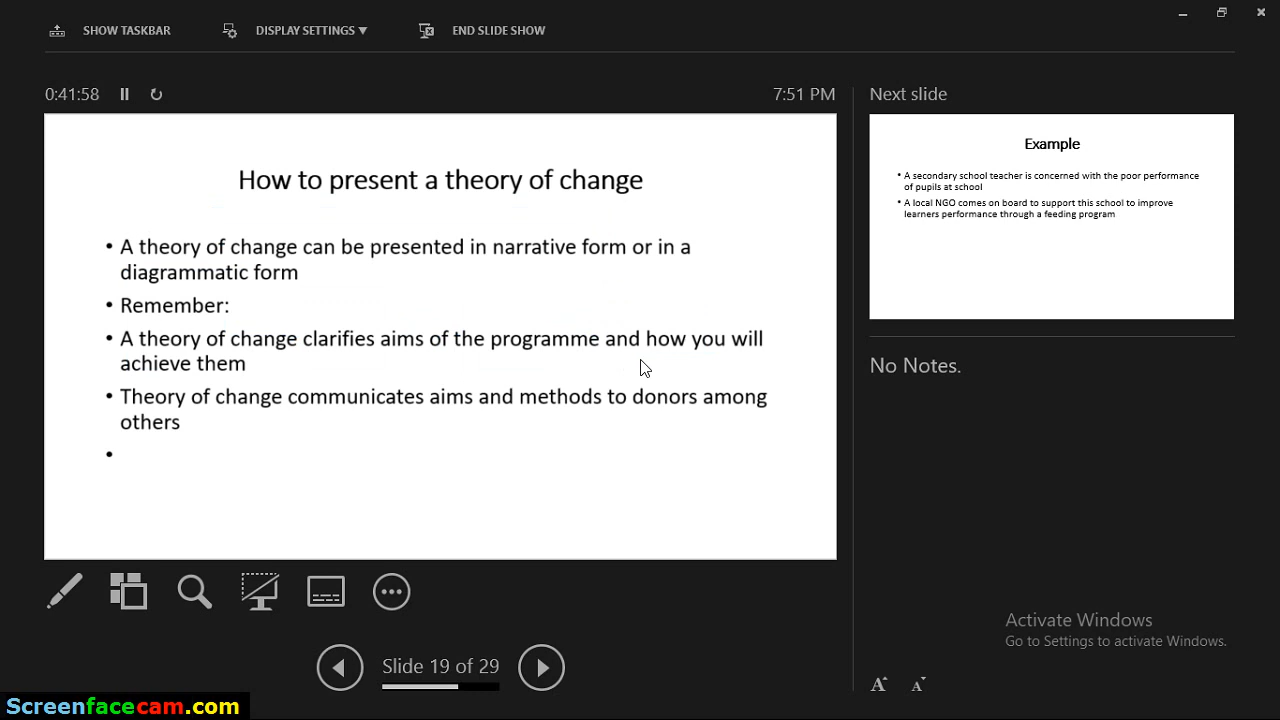 SHOW TASKBAR
DISPLAY SETTINGS ▼
END SLIDE SHOW
0:41:58
7:51 PM
Next slide
How to present a theory of change
• A theory of change can be presented in narrative form or in a
diagrammatic form
• Remember:
• A theory of change clarifies aims of the programme and how you will
achieve them
• Theory of change communicates aims and methods to donors among
others
•
Example
• A secondary school teacher is concerned with the poor performance
of pupils at school
• A local NGO comes on board to support this school to improve
learners performance through a feeding program
No Notes.
Activate Windows
Go to Settings to activate Windows.
Slide 19 of 29
A A
Screenfacecam.com